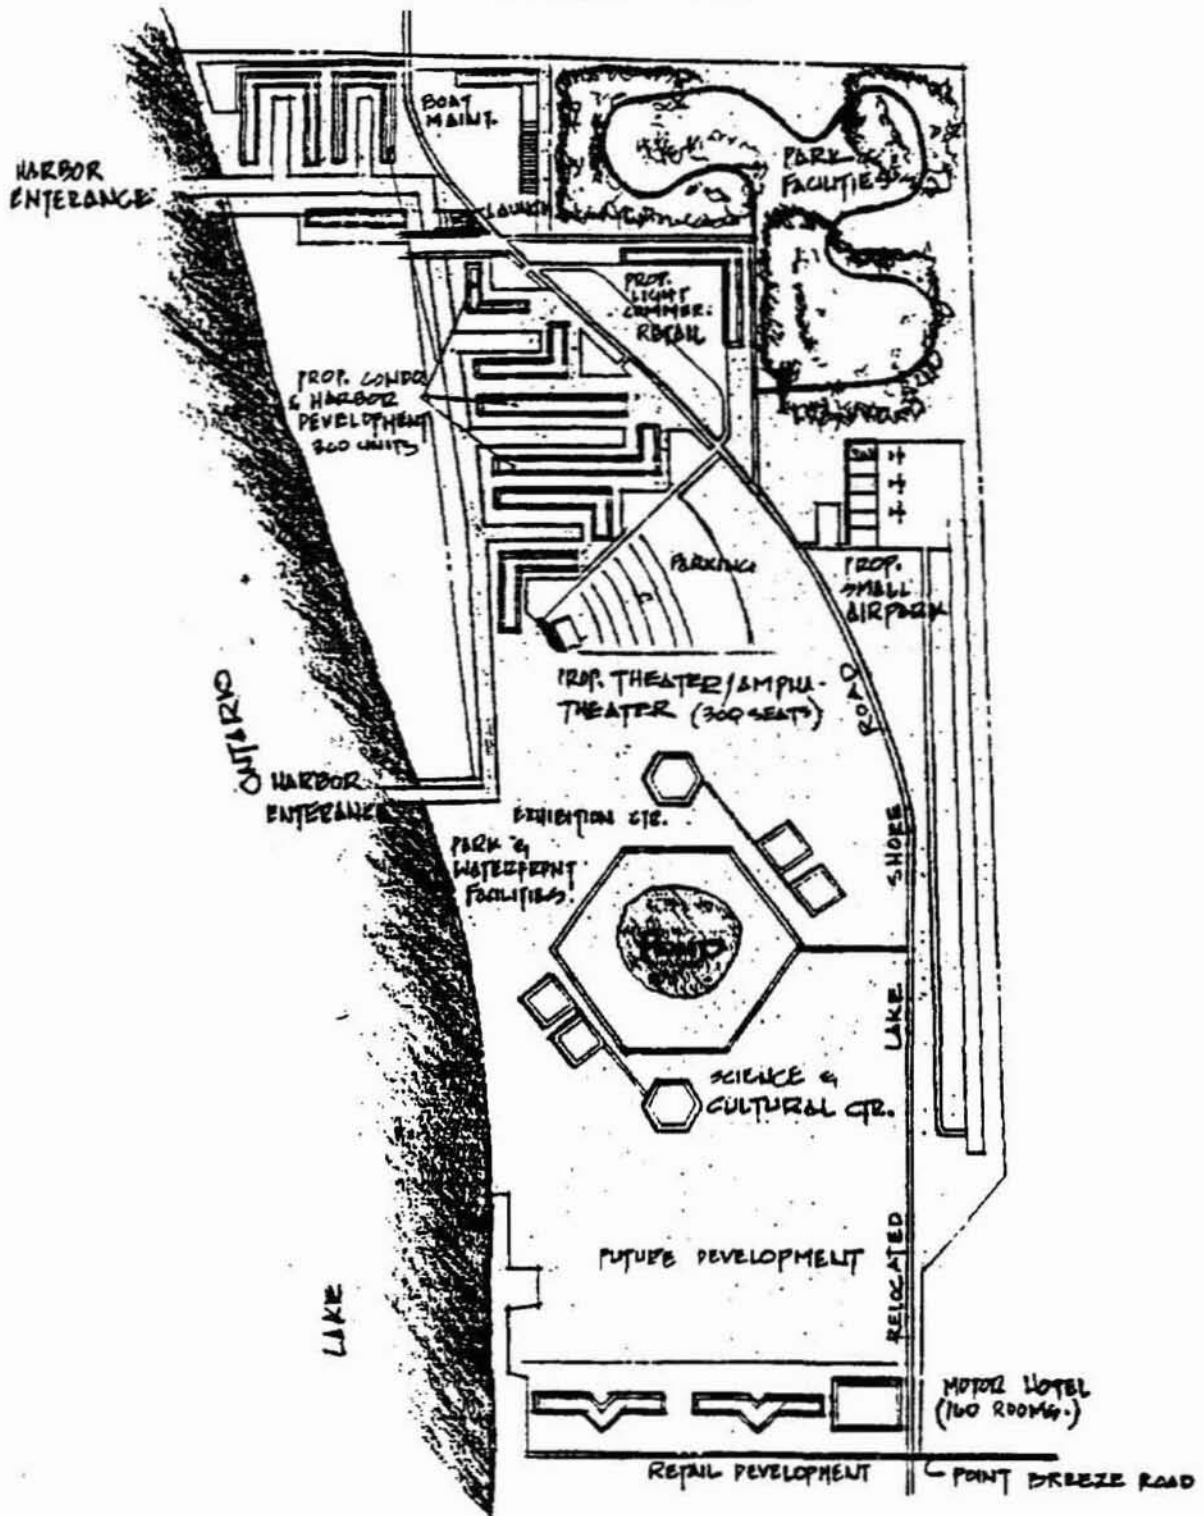 BOAT
MAINT.
HARBOR
ENTERANCE
LAUNCH
PARK
FACILITIES
PROP.
LIGHT
COMMER.
RETAIL
PROP. CONDO
& HARBOR
DEVELOPMENT
300 UNITS
PARKING
PROP.
SMALL
AIRPARK
PROP. THEATER/AMPHI-
THEATER (300 SEATS)
ROAD
ONTARIO
HARBOR
ENTERANCE
EXHIBITION CTR.
PARK &
WATERFRONT
FACILITIES
SHORE
POND
LAKE
SCIENCE &
CULTURAL CTR.
FUTURE DEVELOPMENT
RELOCATED
LAKE
MOTOR HOTEL
(160 ROOMS.)
RETAIL DEVELOPMENT
POINT BREEZE ROAD